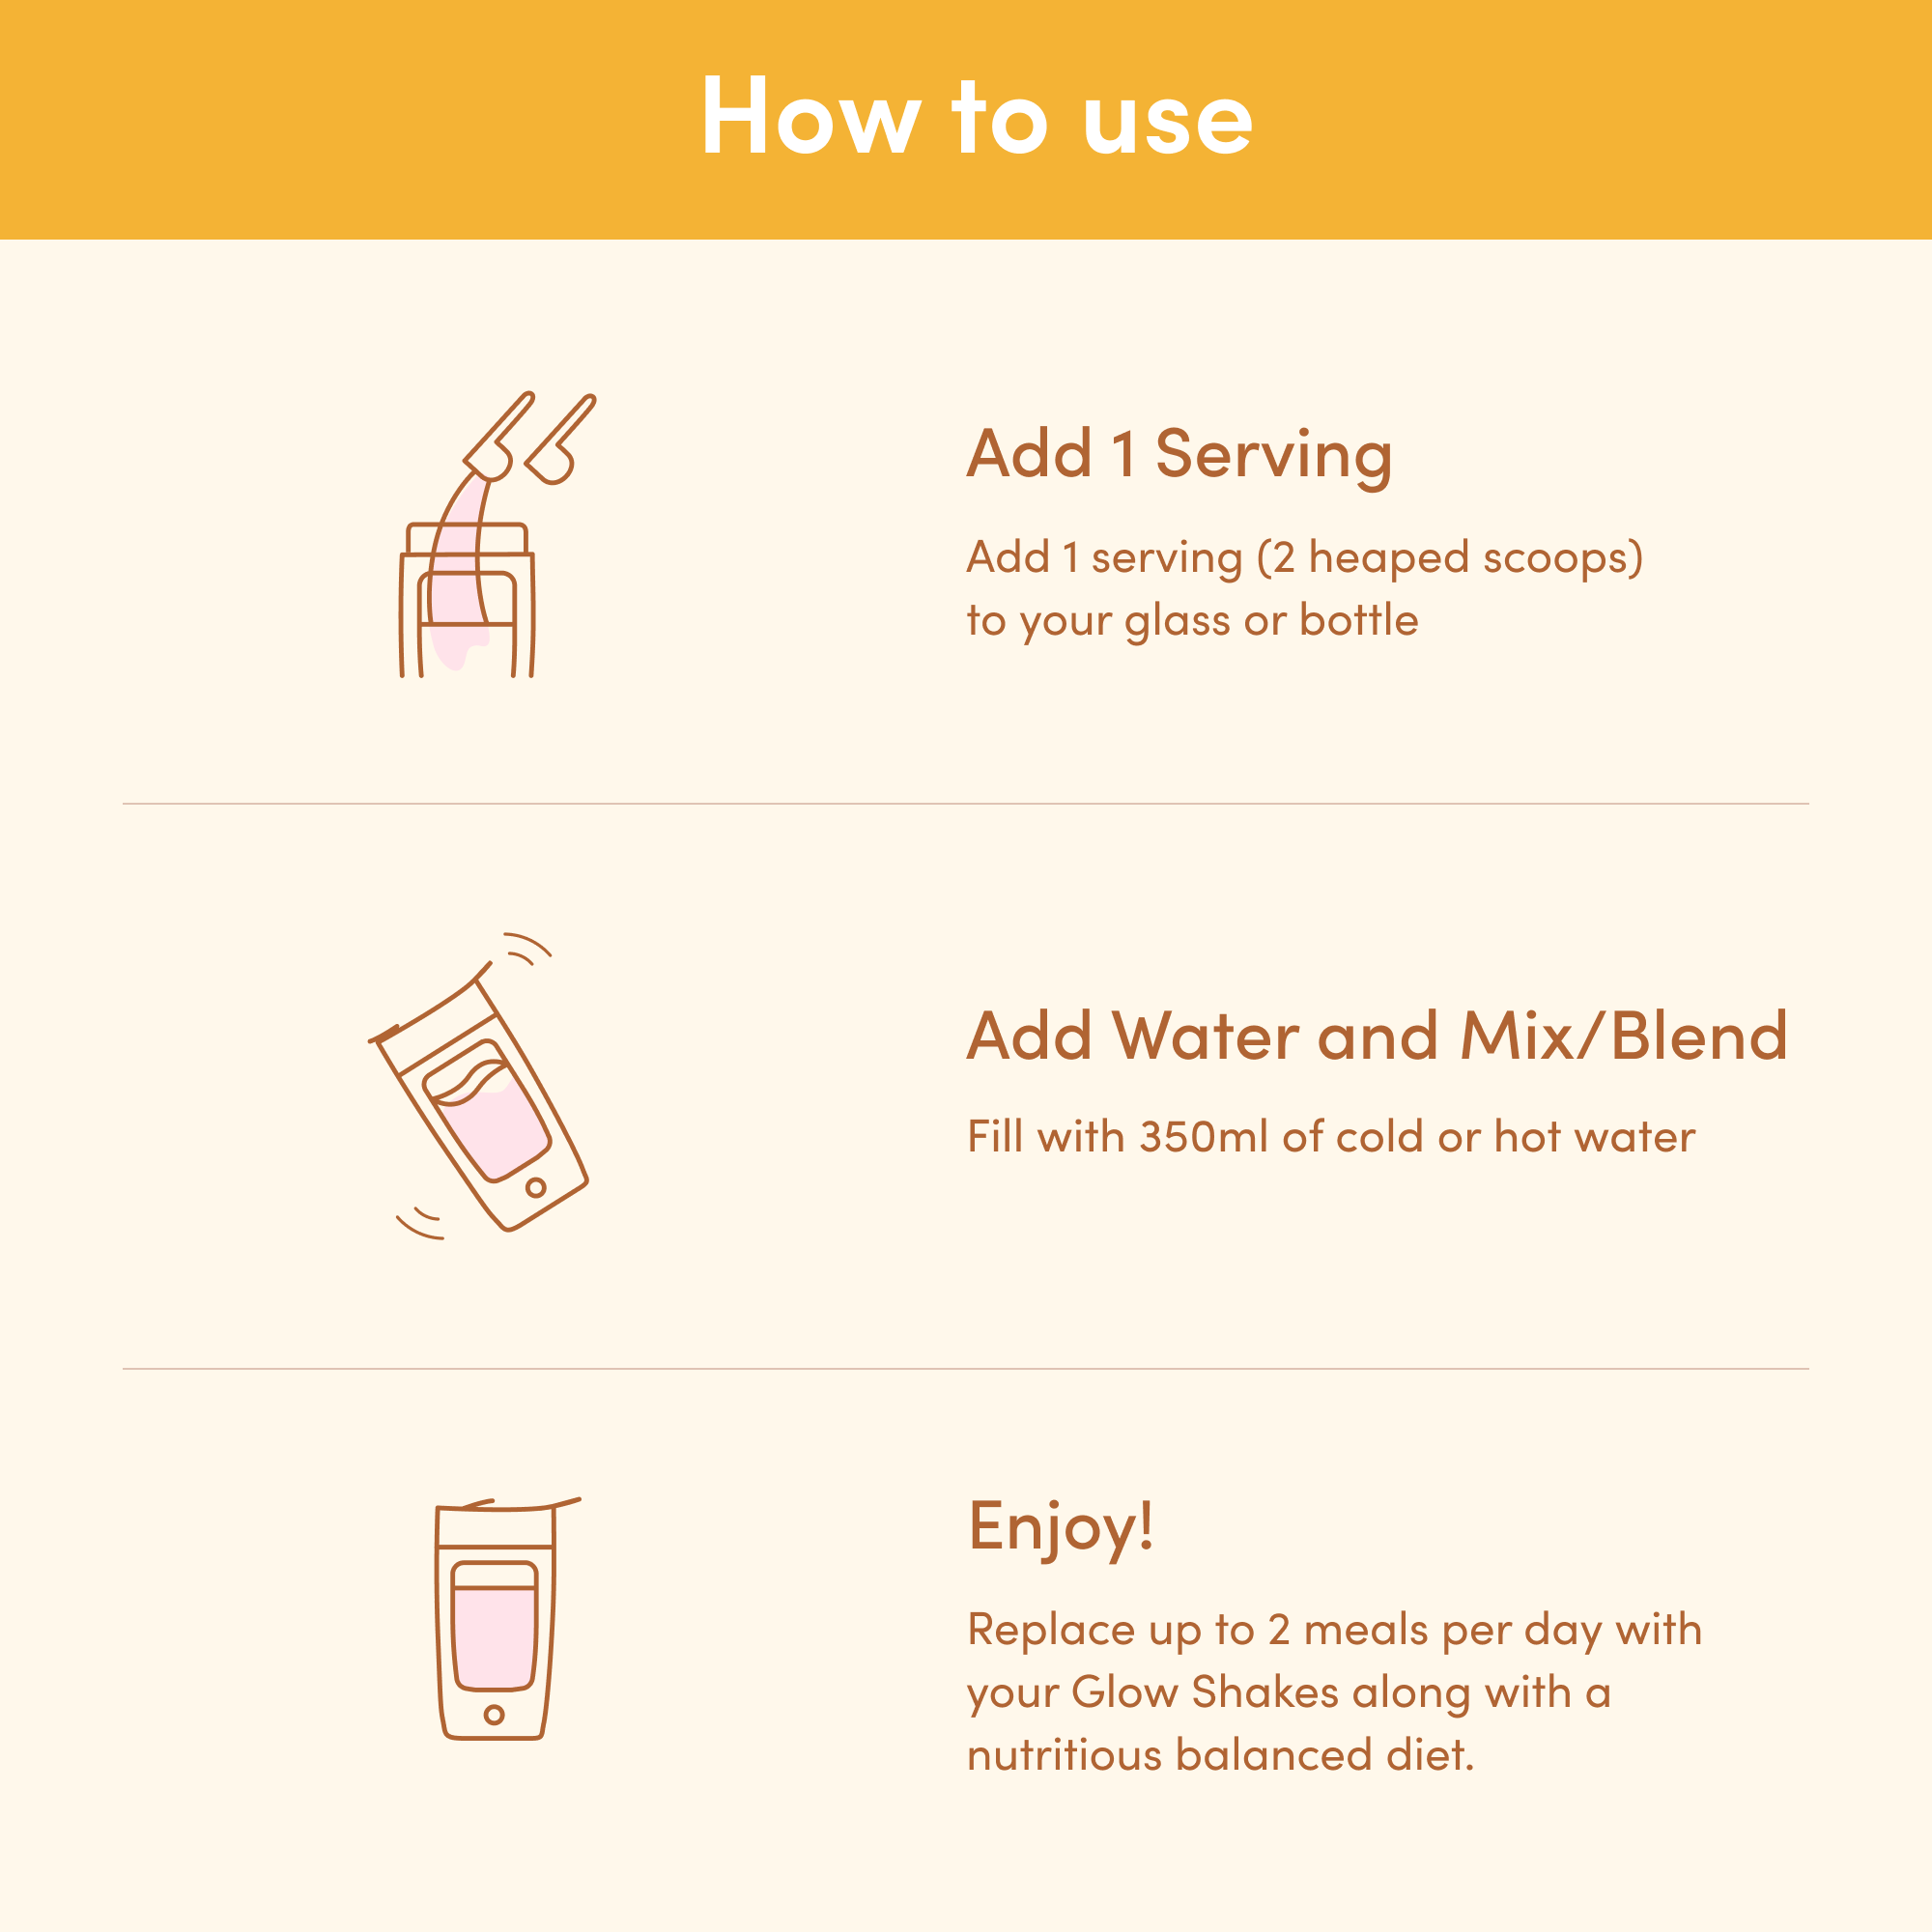 How to use
Add 1 Serving
Add 1 serving (2 heaped scoops)
to your glass or bottle
Add Water and Mix/Blend
Fill with 350ml of cold or hot water
Enjoy!
Replace up to 2 meals per day with
your Glow Shakes along with a
nutritious balanced diet.